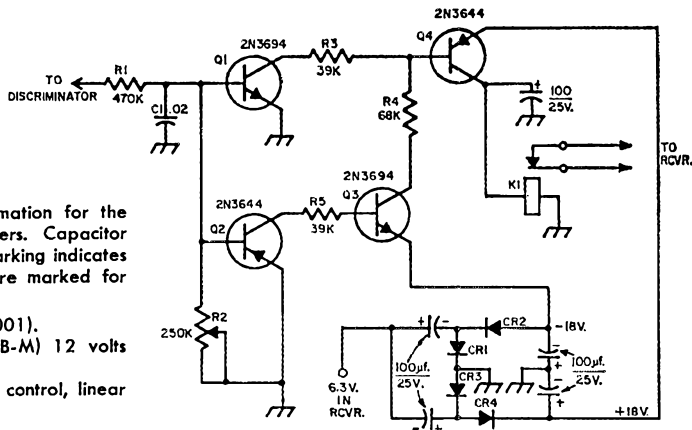 2N3644
2N3694
Q4
Q1
R3
39K
R1
TO
DISCRIMINATOR
470K
C1 .02
R4
68K
+
100
25V.
TO
RCVR.
K1
2N3694
Q3
2N3644
R5
39K
Q2
mation for the
ers. Capacitor
arking indicates
re marked for
001).
B-M) 12 volts
control, linear
R2
250K
+ -
CR2
-18V.
CR1
100µf.
25V.
CR3
-
+
100µf.
25V.
-
+
6.3V.
IN
RCVR.
CR4
- +
+18V.